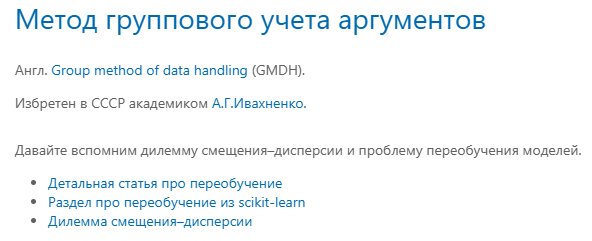 Метод группового учета аргументов
Англ. Group method of data handling (GMDH).
Избретен в СССР академиком А.Г.Ивахненко.
Давайте вспомним дилемму смещения–дисперсии и проблему переобучения моделей.
Детальная статья про переобучение
Раздел про переобучение из scikit-learn
Дилемма смещения–дисперсии